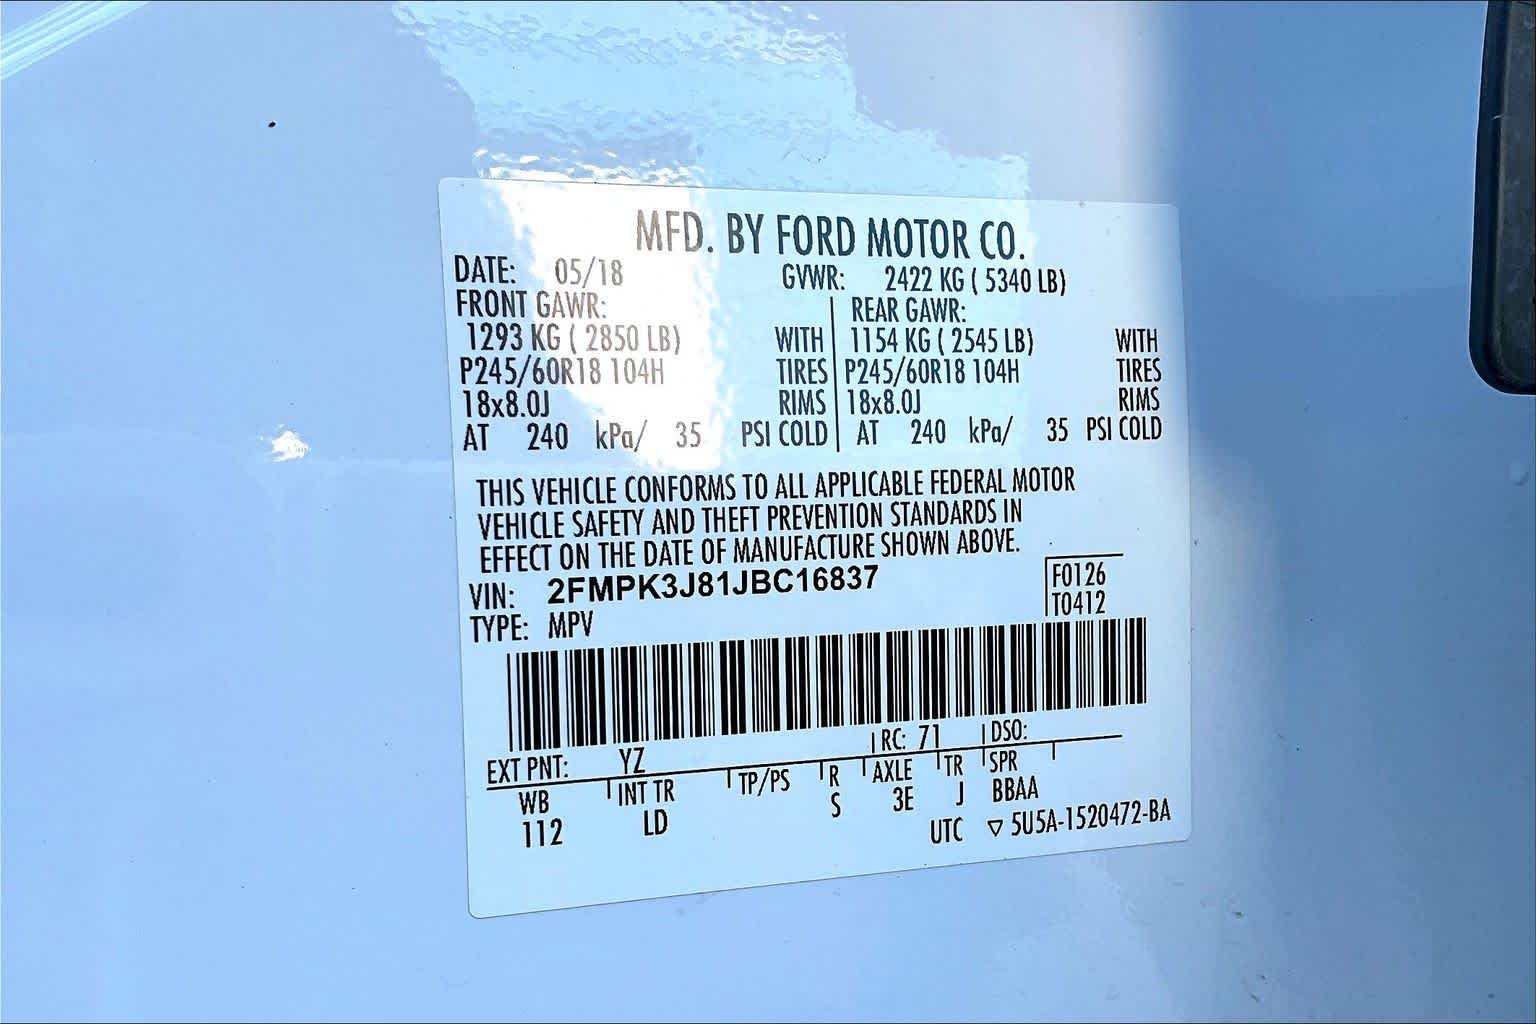 MFD. BY FORD MOTOR CO.
DATE: 05/18 GVWR: 2422 KG ( 5340 LB)
FRONT GAWR: REAR GAWR:
1293 KG ( 2850 LB) WITH 1154 KG ( 2545 LB) WITH
P245/60R18 104H TIRES P245/60R18 104H TIRES
18x8.0J RIMS 18x8.0J RIMS
AT 240 kPa/ 35 PSI COLD AT 240 kPa/ 35 PSI COLD
THIS VEHICLE CONFORMS TO ALL APPLICABLE FEDERAL MOTOR
VEHICLE SAFETY AND THEFT PREVENTION STANDARDS IN
EFFECT ON THE DATE OF MANUFACTURE SHOWN ABOVE.
VIN: 2FMPK3J81JBC16837 F0126
TYPE: MPV T0412
EXT PNT: YZ RC: 71 DSO:
WB INT TR TP/PS R AXLE TR SPR
112 LD S 3E J BBAA
UTC ▽ 5U5A-1520472-BA